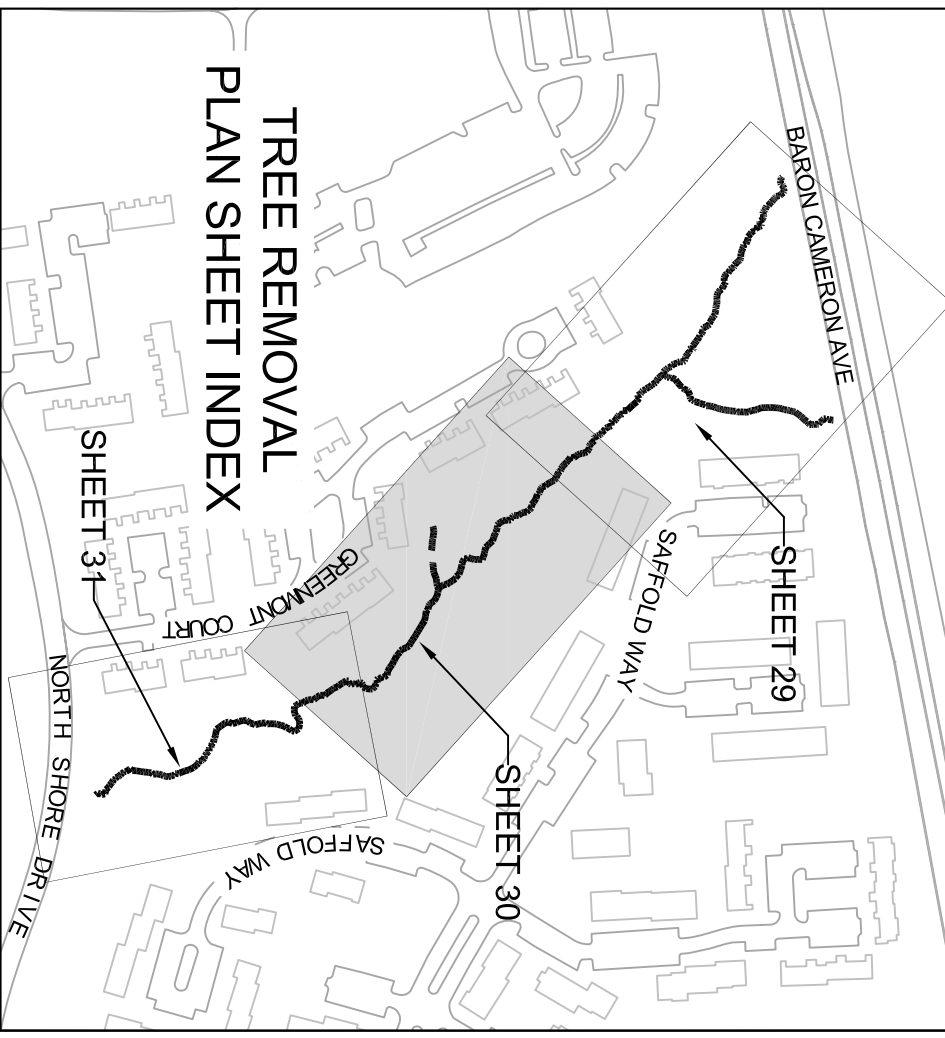 TREE REMOVAL
PLAN SHEET INDEX
BARON CAMERON AVE
SHEET 29
SAFFOLD WAY
SHEET 30
GREENMONT COURT
SHEET 31
SAFFOLD WAY
NORTH SHORE DRIVE